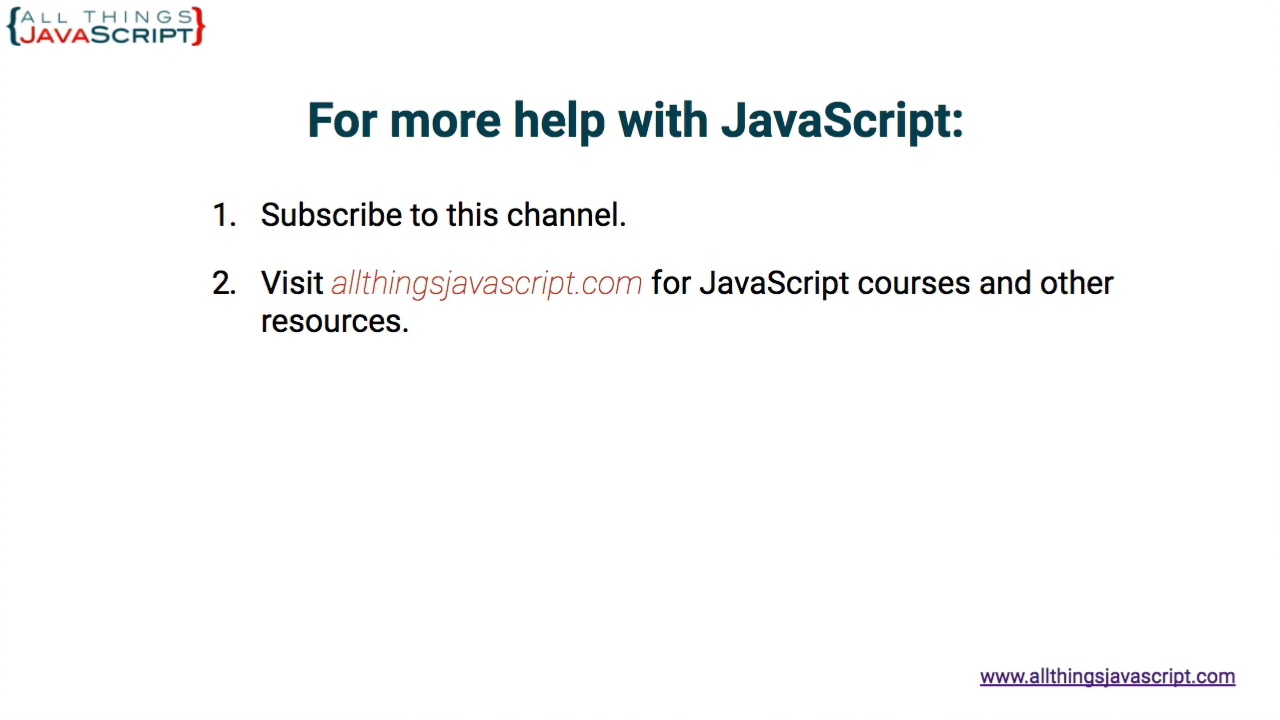 {ALL THINGS
JAVASCRIPT}
For more help with JavaScript:
1. Subscribe to this channel.
2. Visit allthingsjavascript.com for JavaScript courses and other
resources.
www.allthingsjavascript.com